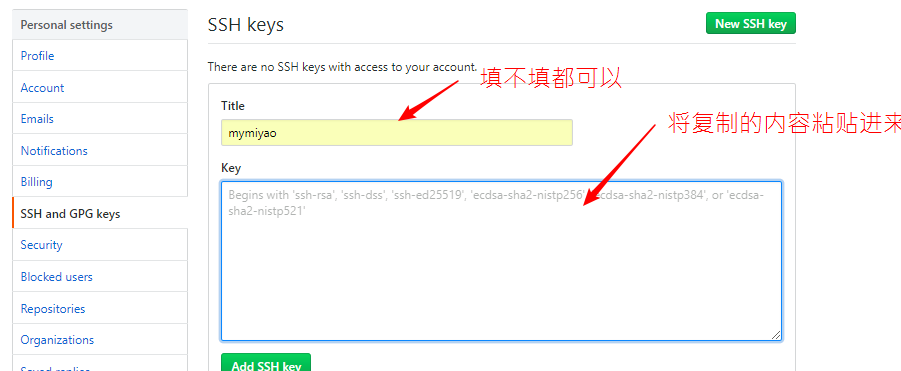 Personal settings
Profile
Account
Emails
Notifications
Billing
SSH and GPG keys
Security
Blocked users
Repositories
Organizations
Saved replies
SSH keys
New SSH key
There are no SSH keys with access to your account.
填不填都可以
Title
mymiyao
将复制的内容粘贴进来
Key
Begins with 'ssh-rsa', 'ssh-dss', 'ssh-ed25519', 'ecdsa-sha2-nistp256', 'ecdsa-sha2-nistp384', or 'ecdsa-
sha2-nistp521'
Add SSH key